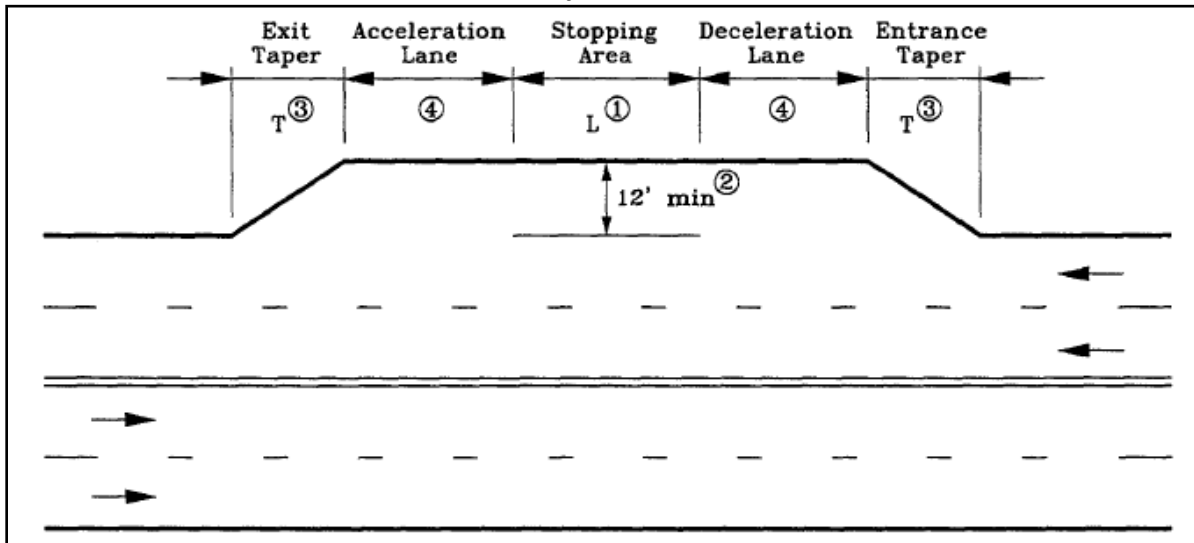 Exit Taper
Acceleration Lane
Stopping Area
Deceleration Lane
Entrance Taper
T③
④
L①
④
T③
12' min②